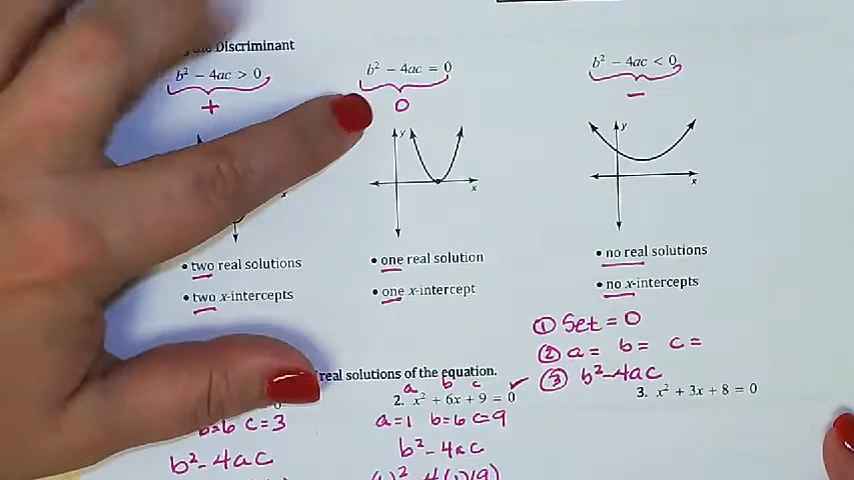 the Discriminant
b² − 4ac > 0
+
b² − 4ac = 0
0
b² − 4ac < 0
−
y
x
y
x
x
• two real solutions
• two x-intercepts
• one real solution
• one x-intercept
• no real solutions
• no x-intercepts
① Set = 0
② a = b = c =
③ b²-4ac
real solutions of the equation.
a b c
2. x² + 6x + 9 = 0 ✓
a=1 b=6 c=9
b²-4ac
3. x² + 3x + 8 = 0
b=6 c=3
b²-4ac